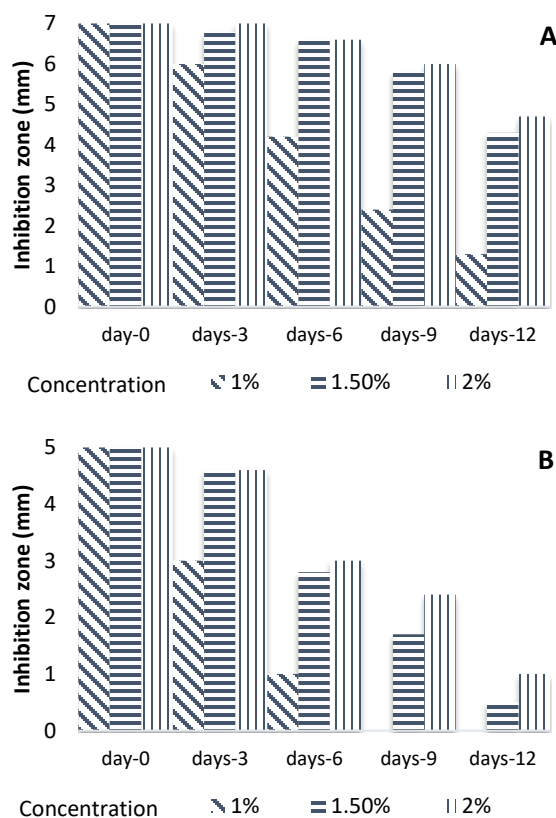 A
Inhibition zone (mm)
7
6
5
4
3
2
1
0
day-0 days-3 days-6 days-9 days-12
Concentration 1% 1.50% 2%
B
Inhibition zone (mm)
5
4
3
2
1
0
day-0 days-3 days-6 days-9 days-12
Concentration 1% 1.50% 2%